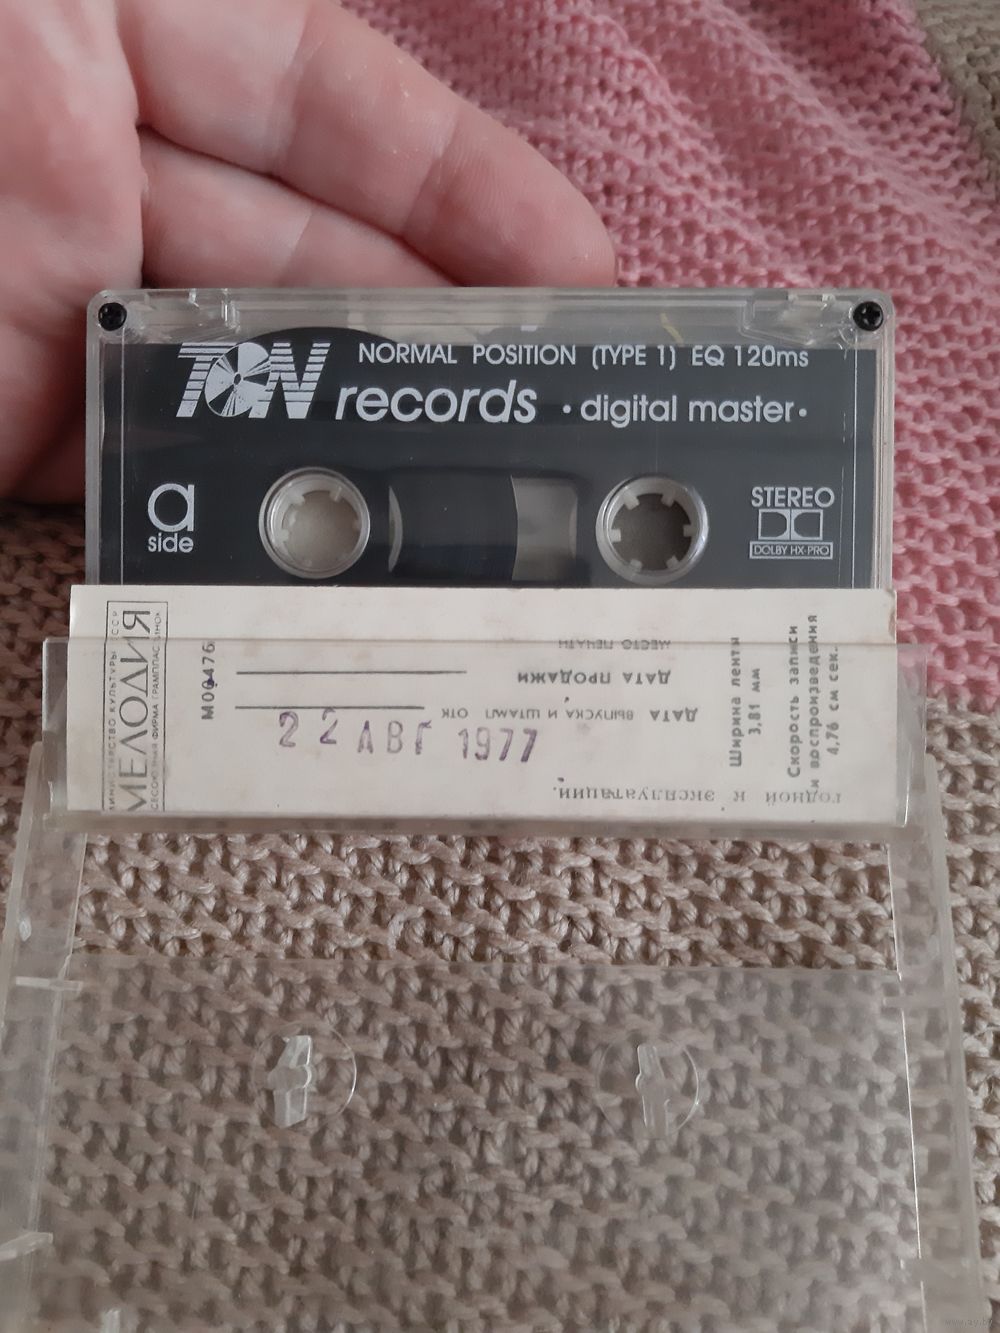 TON
NORMAL POSITION (TYPE 1) EQ 120ms
records • digital master •
a
side
STEREO
DOLBY HX-PRO
МИНИСТЕРСТВО КУЛЬТУРЫ СССР
МЕЛОДИЯ
М00476
МЕСТО ПЕЧАТИ
ДАТА ПРОДАЖИ
ДАТА ВЫПУСКА И ШТАМП ОТК
22 АВГ 1977
годной к эксплуатации.
Ширина ленты
3,81 мм
Скорость записи
и воспроизведения
4,76 см сек.